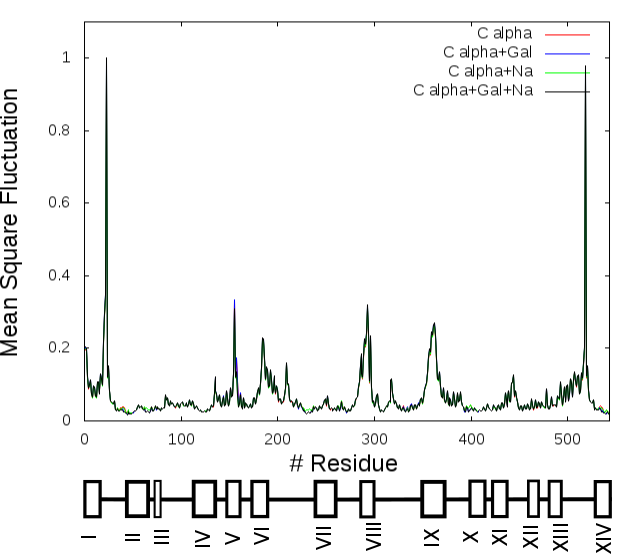 C alpha
C alpha+Gal
C alpha+Na
C alpha+Gal+Na
Mean Square Fluctuation
1
0.8
0.6
0.4
0.2
0
0 100 200 300 400 500
# Residue
I II III IV V VI VII VIII IX X XI XII XIII XIV